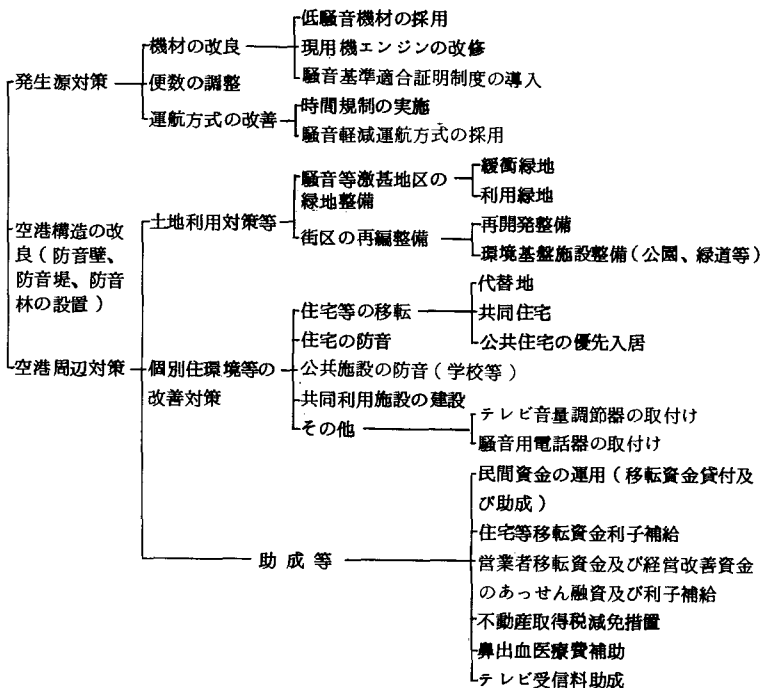 発生源対策
機材の改良
低騒音機材の採用
現用機エンジンの改修
騒音基準適合証明制度の導入
便数の調整
運航方式の改善
時間規制の実施
騒音軽減運航方式の採用
空港構造の改
良(防音壁、
防音堤、防音
林の設置)
空港周辺対策
土地利用対策等
騒音等激甚地区の
緑地整備
緩衝緑地
利用緑地
街区の再編整備
再開発整備
環境基盤施設整備(公園、緑道等)
個別住環境等の
改善対策
住宅等の移転
代替地
共同住宅
公共住宅の優先入居
住宅の防音
公共施設の防音(学校等)
共同利用施設の建設
その他
テレビ音量調節器の取付け
騒音用電話器の取付け
助成等
民間資金の運用(移転資金貸付及
び助成)
住宅等移転資金利子補給
営業者移転資金及び経営改善資金
のあっせん融資及び利子補給
不動産取得税減免措置
鼻出血医療費補助
テレビ受信料助成